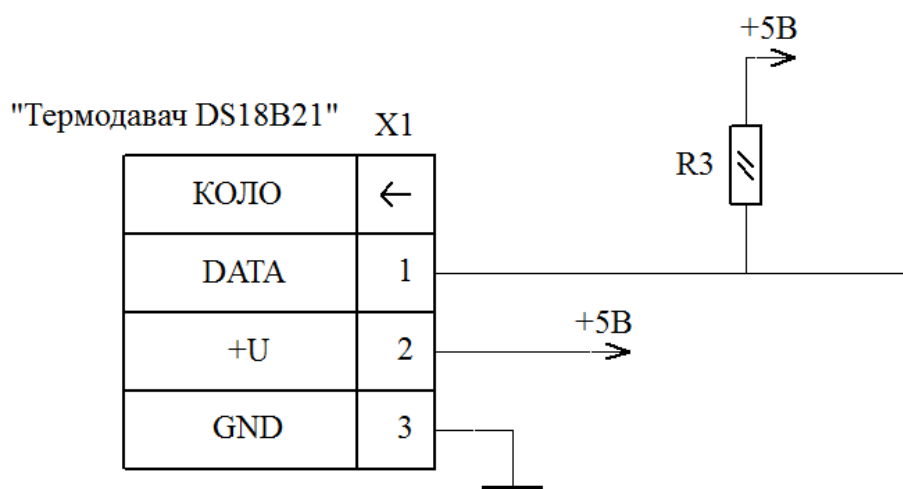 +5В
"Термодавач DS18B21" X1
R3
КОЛО ←
DATA 1
+5В
+U 2
GND 3